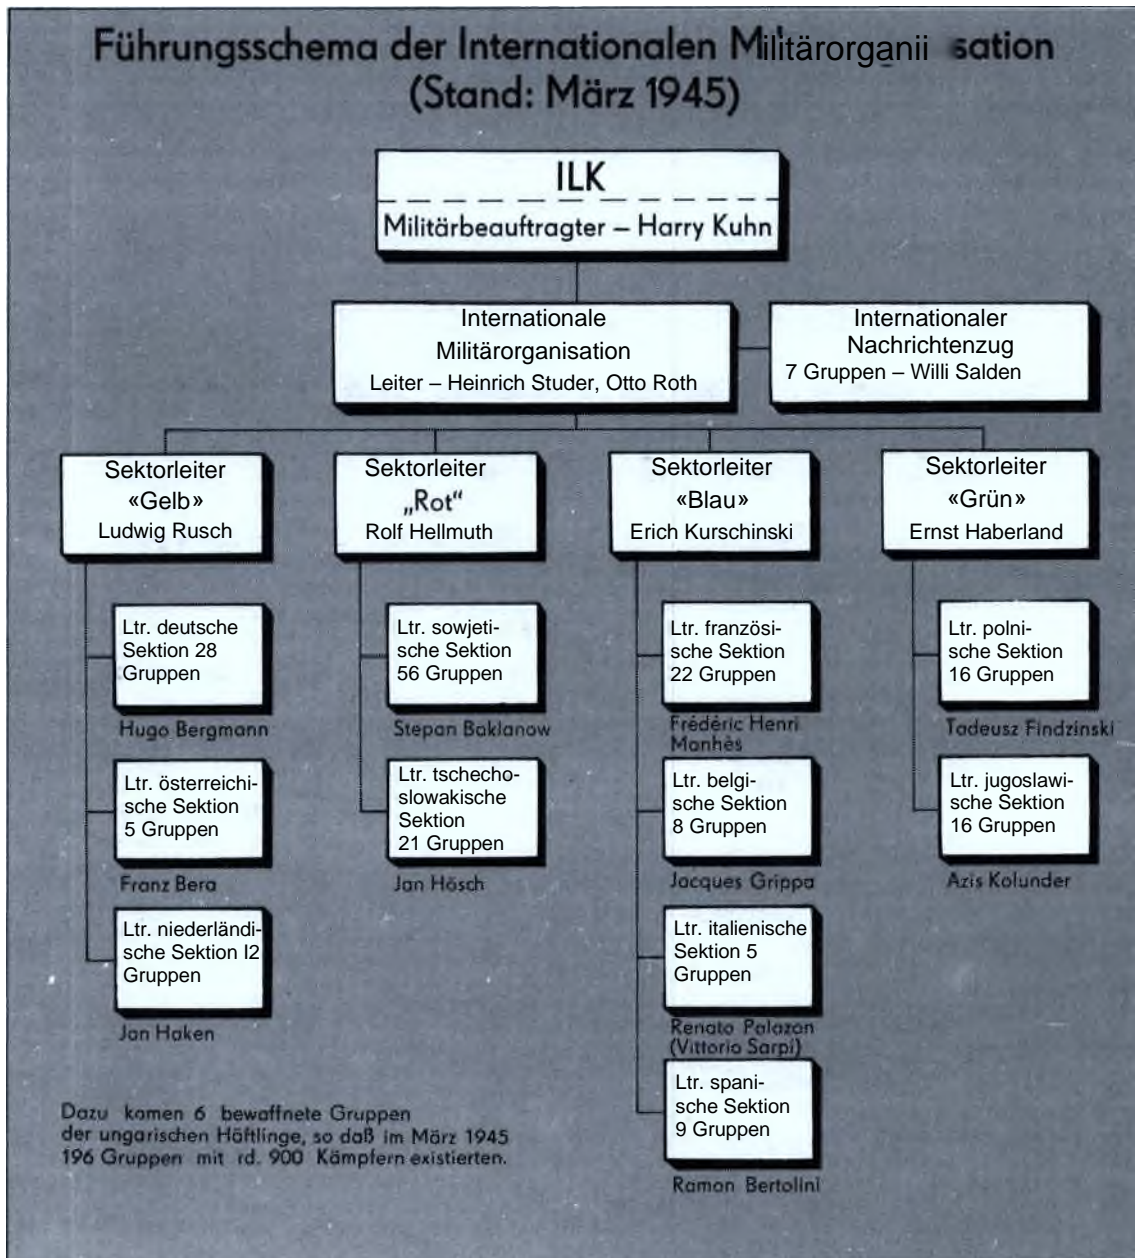 Führungsschema der Internationalen Militärorganii sation
(Stand: März 1945)
ILK
Militärbeauftragter – Harry Kuhn
Internationale
Militärorganisation
Leiter – Heinrich Studer, Otto Roth
Internationaler
Nachrichtenzug
7 Gruppen – Willi Salden
Sektorleiter
«Gelb»
Ludwig Rusch
Sektorleiter
„Rot“
Rolf Hellmuth
Sektorleiter
«Blau»
Erich Kurschinski
Sektorleiter
«Grün»
Ernst Haberland
Ltr. deutsche
Sektion 28
Gruppen
Hugo Bergmann
Ltr. österreichi-
sche Sektion
5 Gruppen
Franz Bera
Ltr. niederländi-
sche Sektion I2
Gruppen
Jan Haken
Ltr. sowjeti-
sche Sektion
56 Gruppen
Stepan Baklanow
Ltr. tschecho-
slowakische
Sektion
21 Gruppen
Jan Hösch
Ltr. französi-
sche Sektion
22 Gruppen
Frédéric Henri
Manhès
Ltr. belgi-
sche Sektion
8 Gruppen
Jacques Grippa
Ltr. italienische
Sektion 5
Gruppen
Renato Palazon
(Vittorio Sarpi)
Ltr. spani-
sche Sektion
9 Gruppen
Ramon Bertolini
Ltr. polni-
sche Sektion
16 Gruppen
Tadeusz Findzinski
Ltr. jugoslawi-
sche Sektion
16 Gruppen
Azis Kolunder
Dazu kamen 6 bewaffnete Gruppen
der ungarischen Häftlinge, so daß im März 1945
196 Gruppen mit rd. 900 Kämpfern existierten.